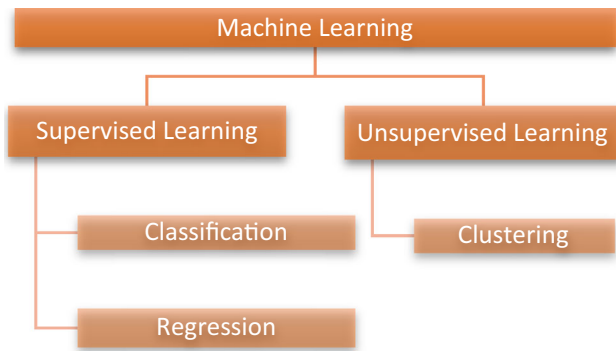 Machine Learning
Supervised Learning
Unsupervised Learning
Classification
Clustering
Regression